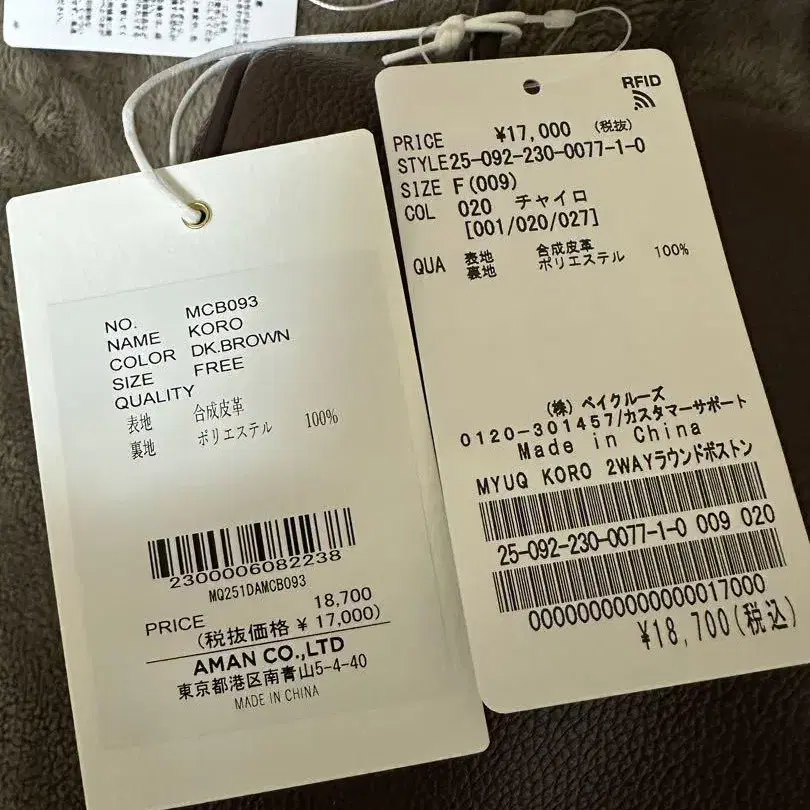 NO. MCB093
NAME KORO
COLOR DK.BROWN
SIZE FREE
QUALITY
表地 合成皮革
裏地 ポリエステル 100%
2300006082238
MQ251DAMCB093
PRICE 18,700
(税抜価格 ¥ 17,000)
AMAN CO.,LTD
東京都港区南青山5-4-40
MADE IN CHINA
RFID
PRICE ¥17,000 (税抜)
STYLE25-092-230-0077-1-0
SIZE F(009)
COL 020 チャイロ
[001/020/027]
QUA 表地 合成皮革
裏地 ポリエステル 100%
(株)ベイクルーズ
0120-301457/カスタマーサポート
Made in China
MYUQ KORO 2WAYラウンドボストン
25-092-230-0077-1-0 009 020
00000000000000017000
¥18,700(税込)